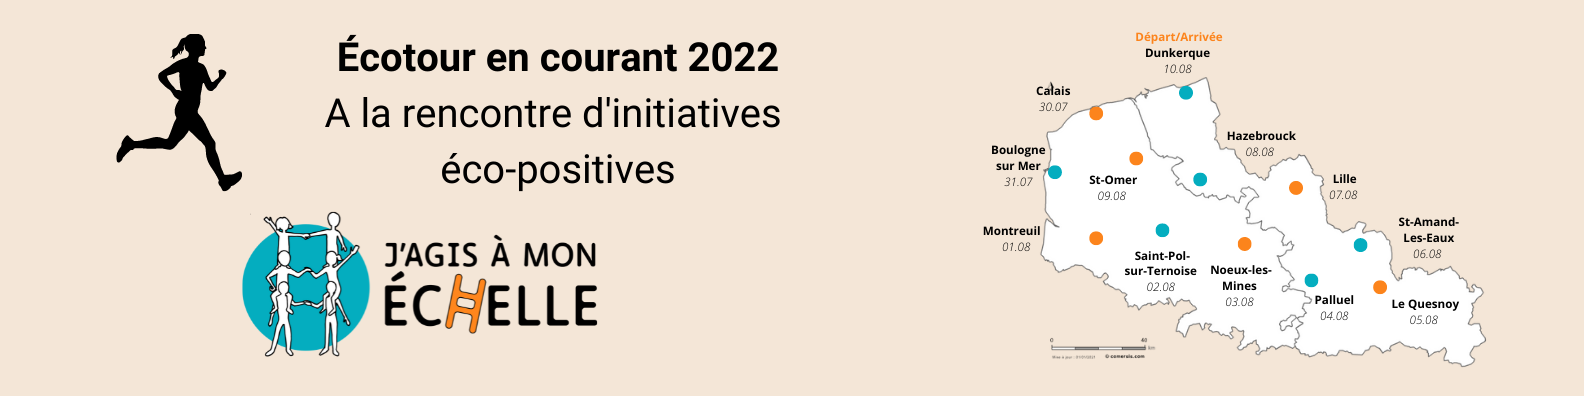 Écotour en courant 2022
A la rencontre d'initiatives
éco-positives
J'AGIS À MON
ÉCHELLE
Départ/Arrivée
Dunkerque
10.08
Calais
30.07
Hazebrouck
08.08
Boulogne
sur Mer
31.07
St-Omer
09.08
Lille
07.08
Montreuil
01.08
St-Amand-
Les-Eaux
06.08
Saint-Pol-
sur-Ternoise
02.08
Noeux-les-
Mines
03.08
Palluel
04.08
Le Quesnoy
05.08
0 40
km
© comersis.com